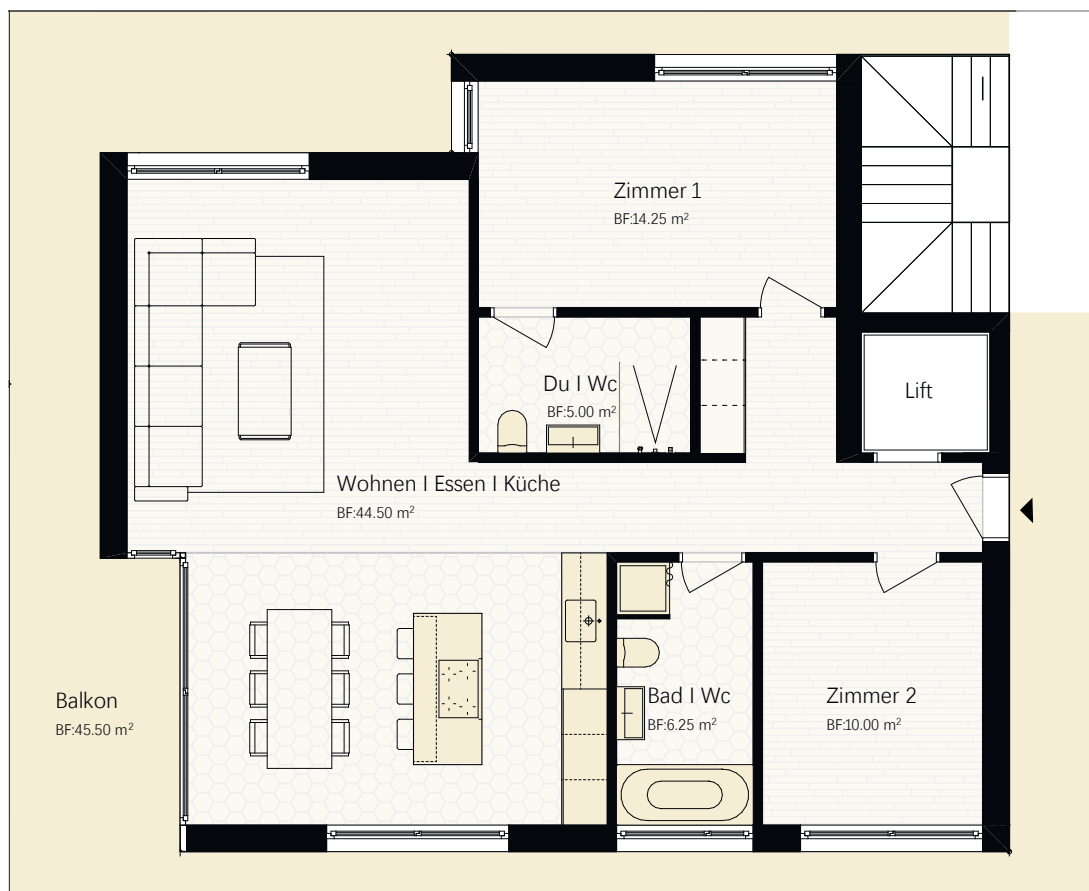 Zimmer 1
BF:14.25 m²
Du I Wc
BF:5.00 m²
Lift
Wohnen I Essen I Küche
BF:44.50 m²
Balkon
BF:45.50 m²
Bad I Wc
BF:6.25 m²
Zimmer 2
BF:10.00 m²